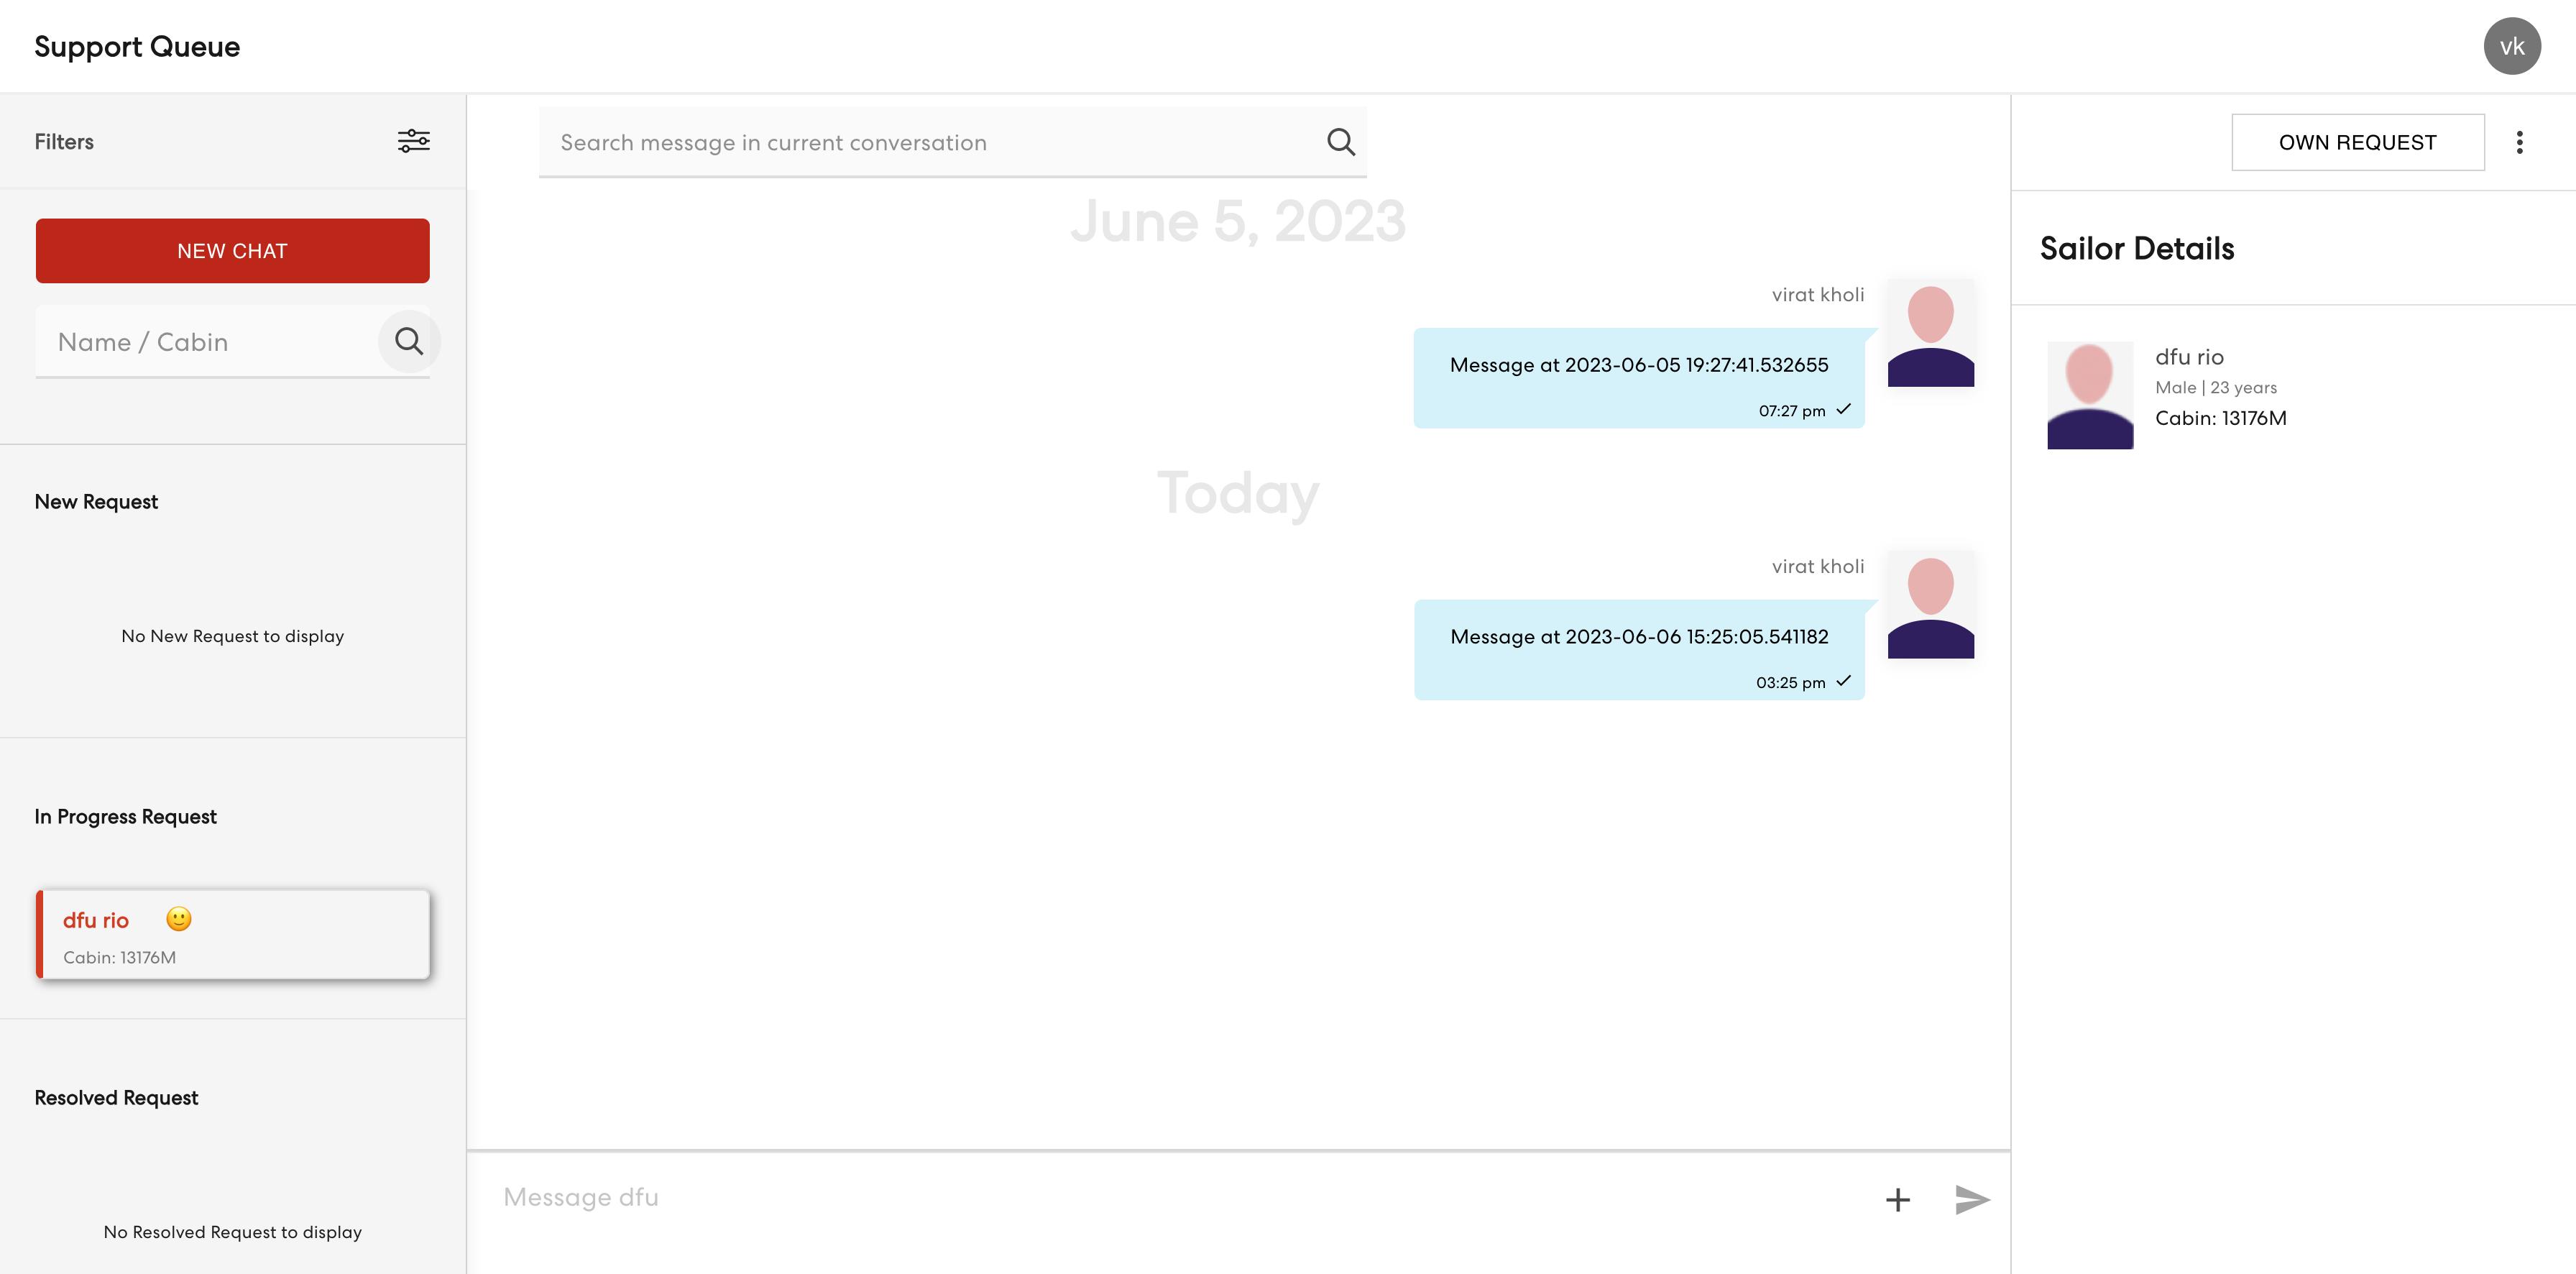 Support Queue
vk
Filters
NEW CHAT
Name / Cabin
New Request
No New Request to display
In Progress Request
dfu rio
Cabin: 13176M
Resolved Request
No Resolved Request to display
Search message in current conversation
June 5, 2023
virat kholi
Message at 2023-06-05 19:27:41.532655
07:27 pm
Today
virat kholi
Message at 2023-06-06 15:25:05.541182
03:25 pm
Message dfu
OWN REQUEST
Sailor Details
dfu rio
Male | 23 years
Cabin: 13176M